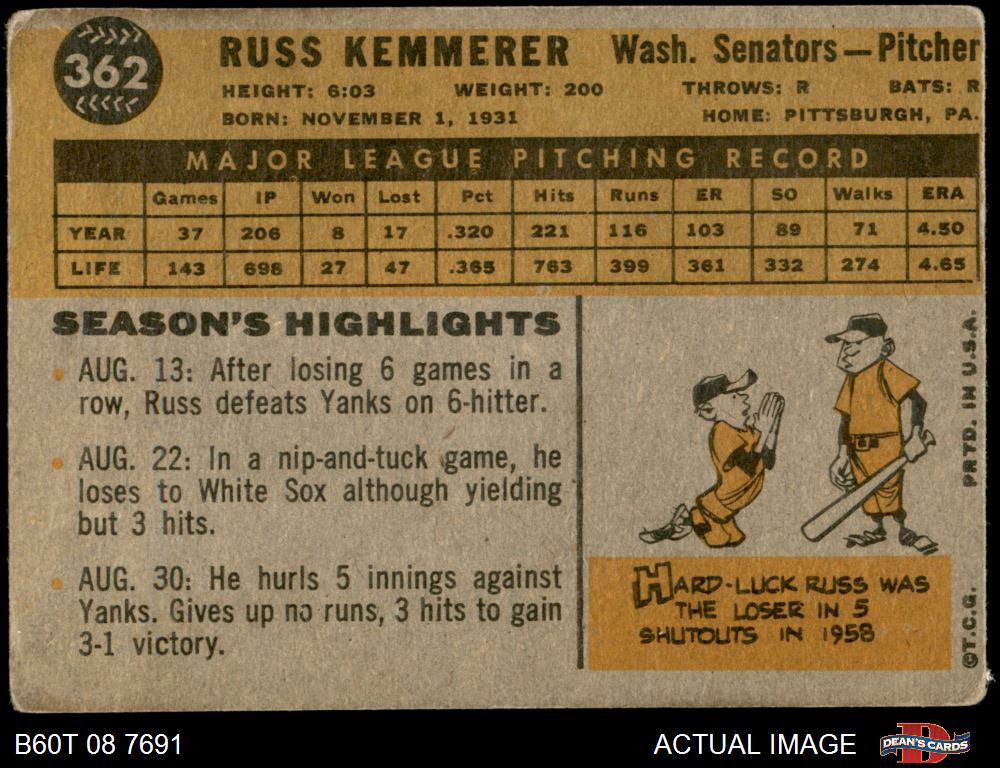 362
RUSS KEMMERER Wash. Senators—Pitcher
HEIGHT: 6:03 WEIGHT: 200 THROWS: R BATS: R
BORN: NOVEMBER 1, 1931 HOME: PITTSBURGH, PA.
MAJOR LEAGUE PITCHING RECORD
Games IP Won Lost Pct Hits Runs ER SO Walks ERA
YEAR 37 206 8 17 .320 221 116 103 89 71 4.50
LIFE 143 698 27 47 .365 763 399 361 332 274 4.65
SEASON'S HIGHLIGHTS
• AUG. 13: After losing 6 games in a
row, Russ defeats Yanks on 6-hitter.
• AUG. 22: In a nip-and-tuck game, he
loses to White Sox although yielding
but 3 hits.
• AUG. 30: He hurls 5 innings against
Yanks. Gives up no runs, 3 hits to gain
3-1 victory.
HARD-LUCK RUSS WAS
THE LOSER IN 5
SHUTOUTS IN 1958
©T.C.G. PRTD. IN U.S.A.
B60T 08 7691
ACTUAL IMAGE
DEAN'S CARDS